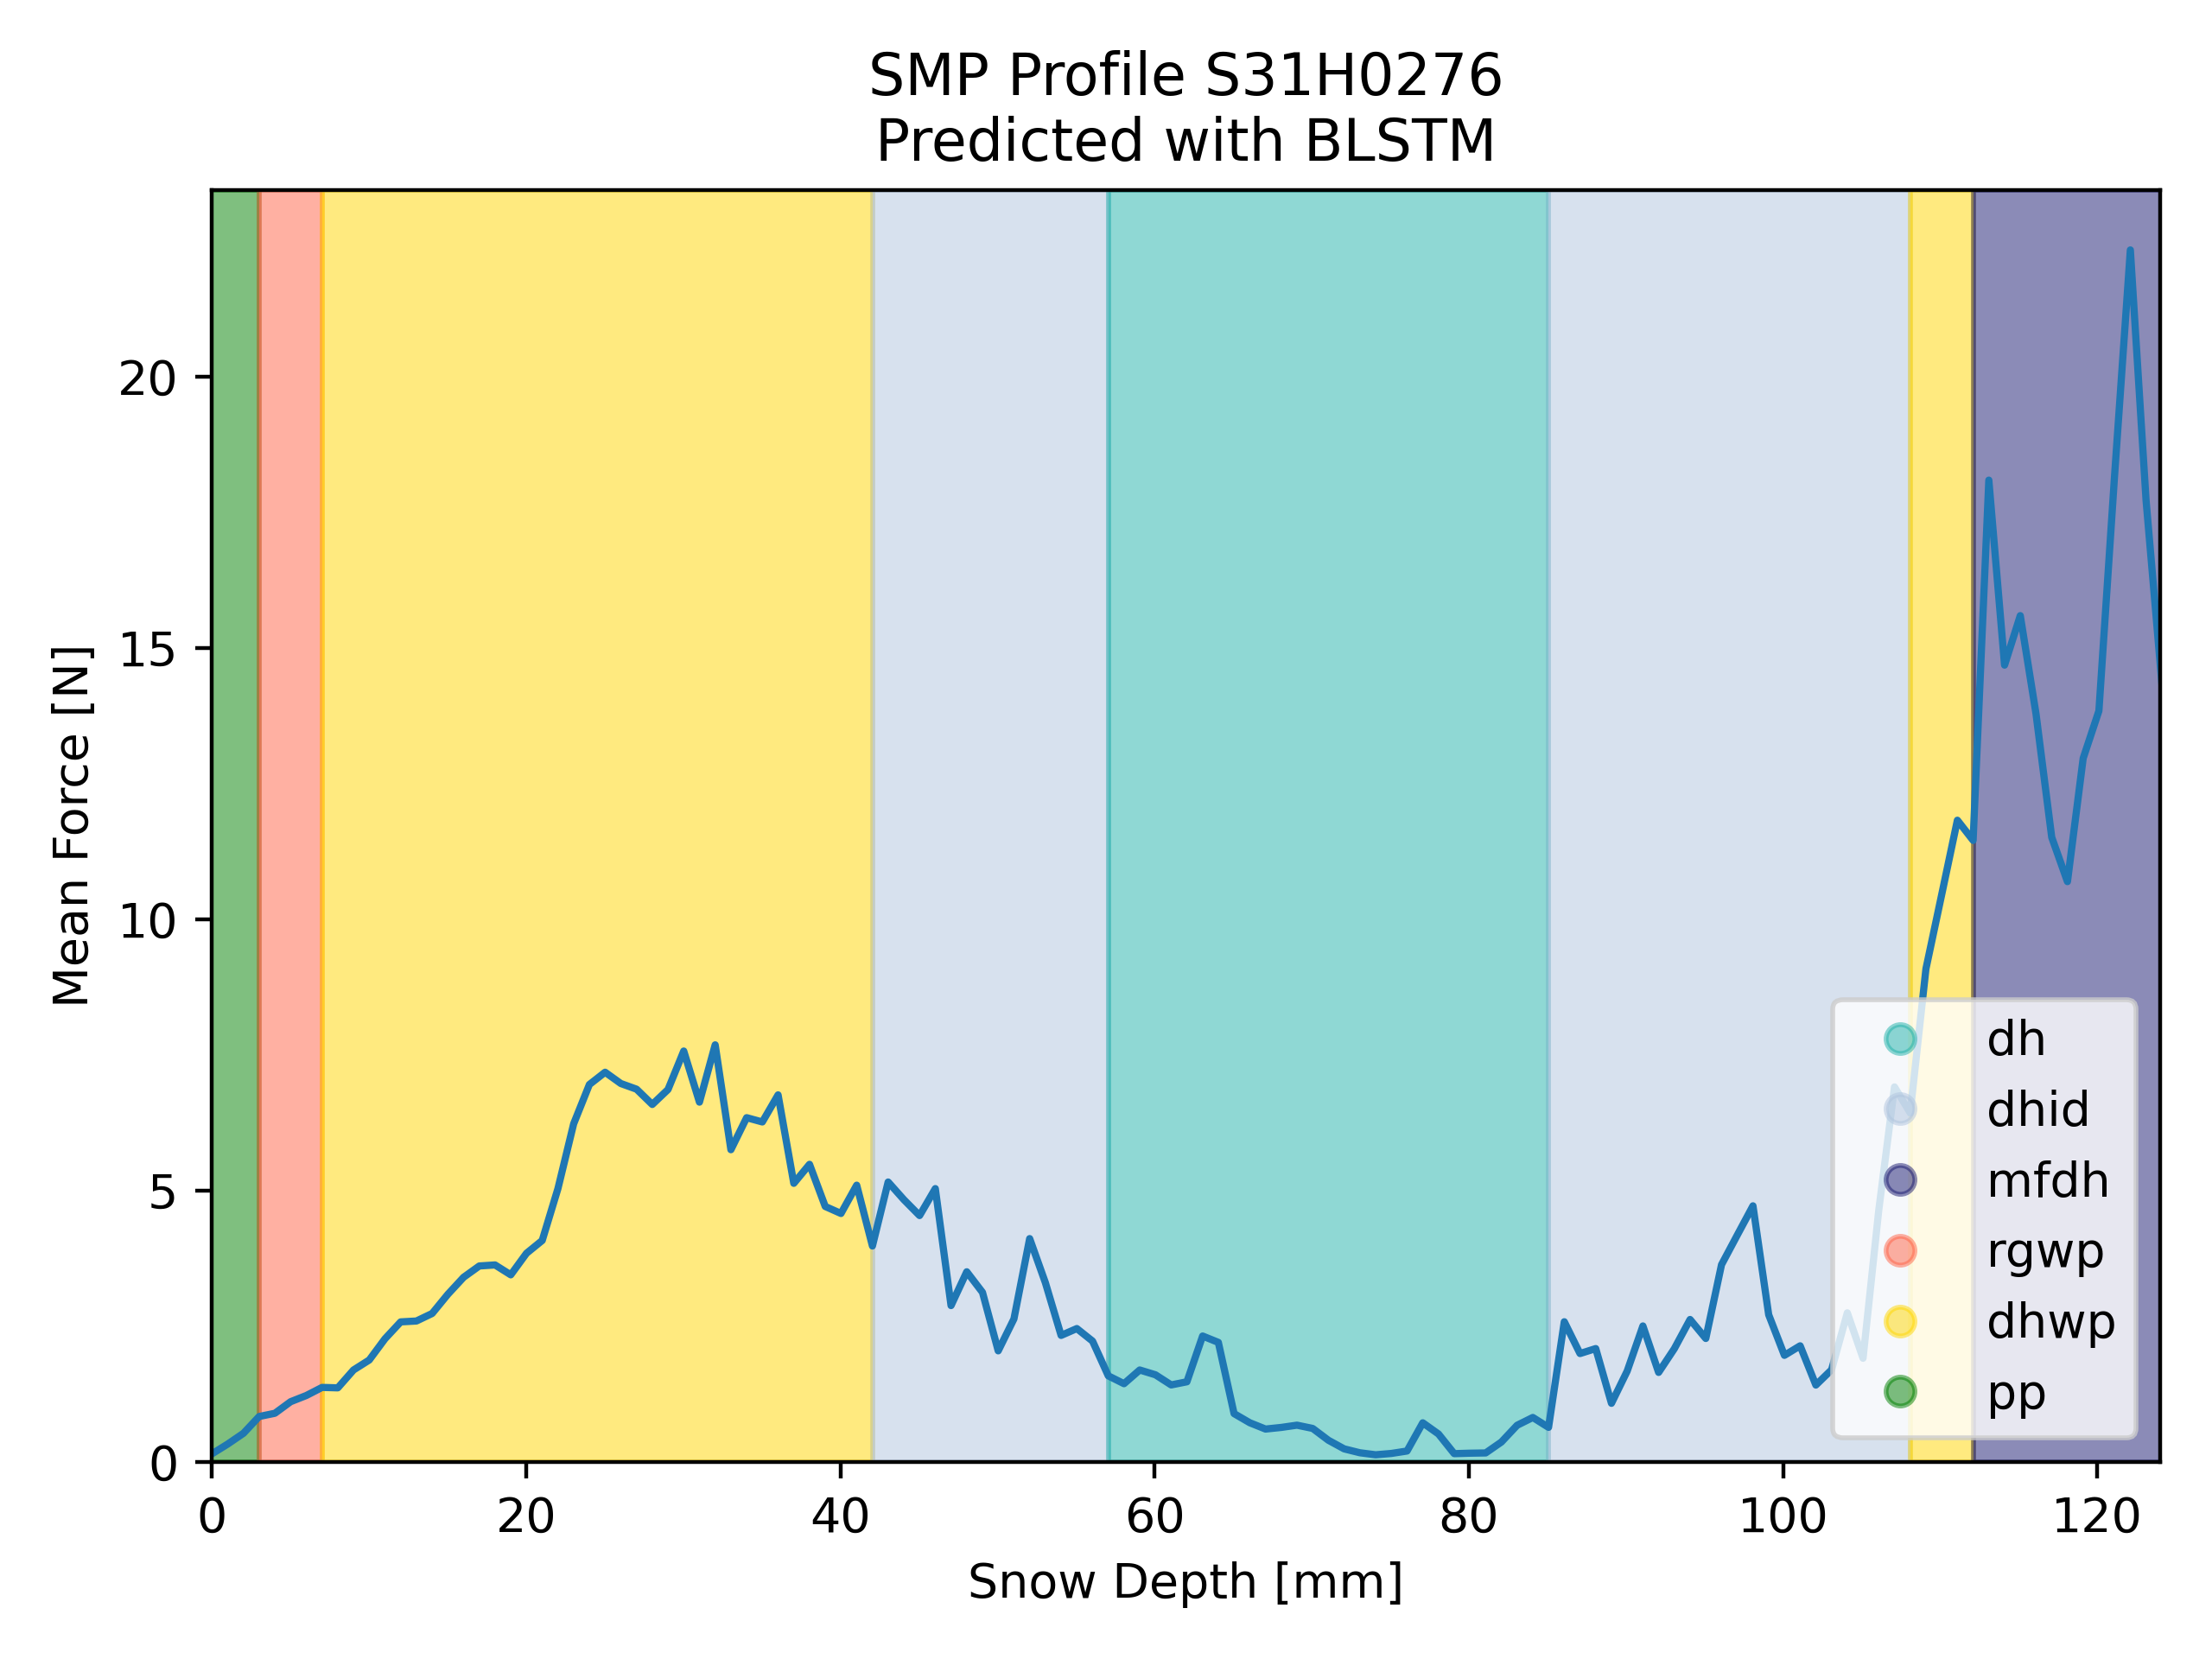 SMP Profile S31H0276
Predicted with BLSTM
Mean Force [N]
20
15
10
5
0
0 20 40 60 80 100 120
Snow Depth [mm]
dh
dhid
mfdh
rgwp
dhwp
pp